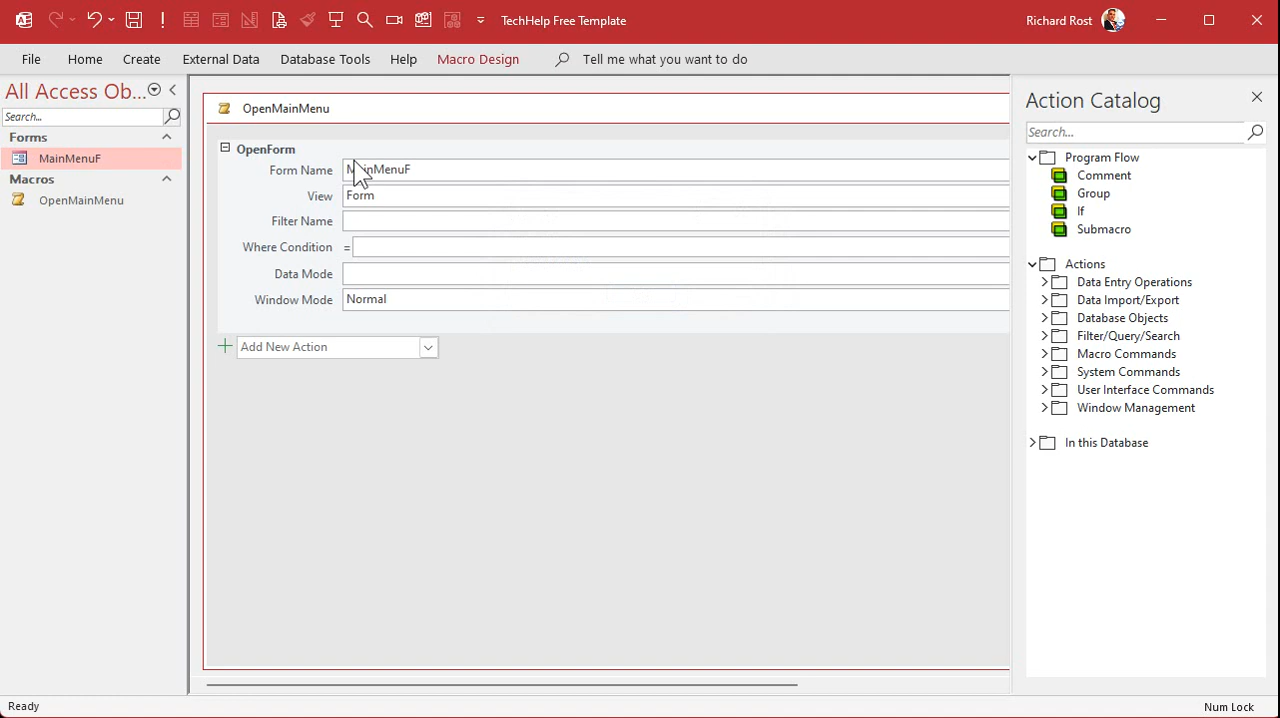 TechHelp Free Template
Richard Rost
File Home Create External Data Database Tools Help Macro Design Tell me what you want to do
All Access Ob...
Search...
Forms
MainMenuF
Macros
OpenMainMenu
OpenMainMenu
OpenForm
Form Name MainMenuF
View Form
Filter Name
Where Condition =
Data Mode
Window Mode Normal
Add New Action
Action Catalog
Search...
Program Flow
Comment
Group
If
Submacro
Actions
Data Entry Operations
Data Import/Export
Database Objects
Filter/Query/Search
Macro Commands
System Commands
User Interface Commands
Window Management
In this Database
Ready
Num Lock